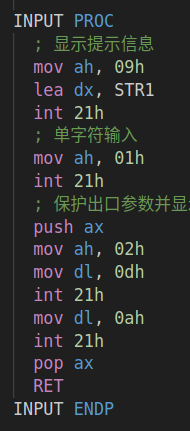 INPUT PROC
; 显示提示信息
mov ah, 09h
lea dx, STR1
int 21h
; 单字符输入
mov ah, 01h
int 21h
; 保护出口参数并显
push ax
mov ah, 02h
mov dl, 0dh
int 21h
mov dl, 0ah
int 21h
pop ax
RET
INPUT ENDP